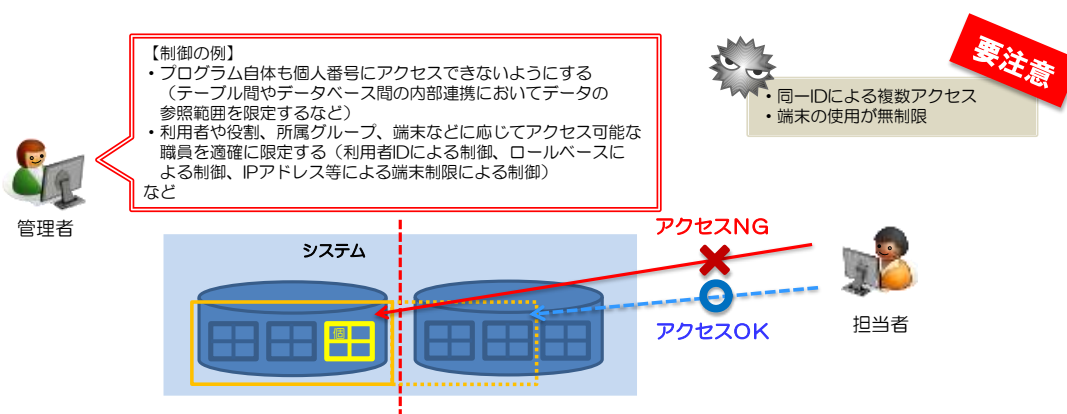 【制御の例】
・プログラム自体も個人番号にアクセスできないようにする
（テーブル間やデータベース間の内部連携においてデータの
参照範囲を限定するなど）
・利用者や役割、所属グループ、端末などに応じてアクセス可能な
職員を適確に限定する（利用者IDによる制御、ロールベースに
よる制御、IPアドレス等による端末制限による制御）
など
要注意
・同一IDによる複数アクセス
・端末の使用が無制限
管理者
システム
アクセスNG
個
アクセスOK
担当者